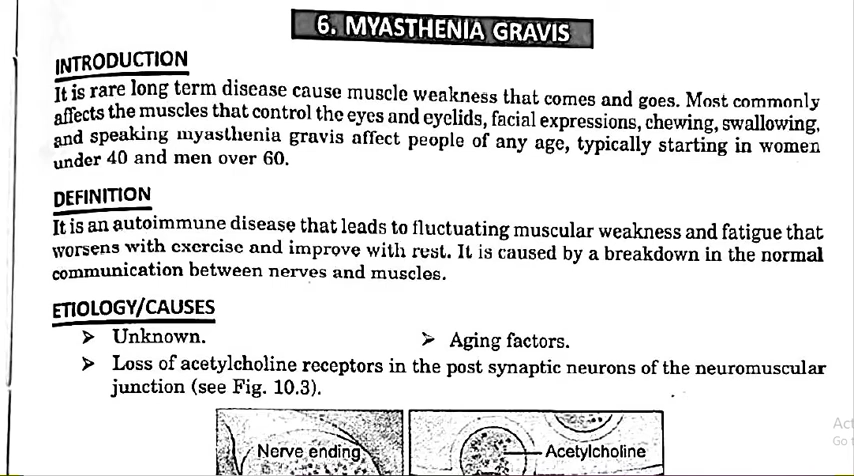 6. MYASTHENIA GRAVIS
INTRODUCTION
It is rare long term disease cause muscle weakness that comes and goes. Most commonly
affects the muscles that control the eyes and eyelids, facial expressions, chewing, swallowing,
and speaking myasthenia gravis affect people of any age, typically starting in women
under 40 and men over 60.
DEFINITION
It is an autoimmune disease that leads to fluctuating muscular weakness and fatigue that
worsens with exercise and improve with rest. It is caused by a breakdown in the normal
communication between nerves and muscles.
ETIOLOGY/CAUSES
➤ Unknown. ➤ Aging factors.
➤ Loss of acetylcholine receptors in the post synaptic neurons of the neuromuscular
junction (see Fig. 10.3).
Nerve ending Acetylcholine